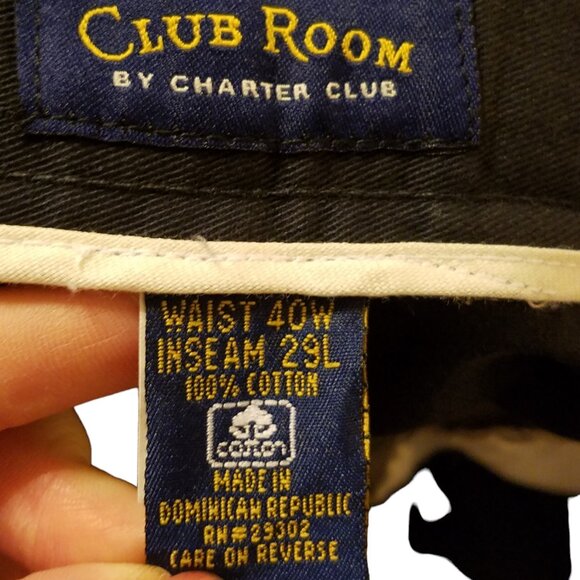 CLUB ROOM
BY CHARTER CLUB
WAIST 40W
INSEAM 29L
100% COTTON
cotton
MADE IN
DOMINICAN REPUBLIC
RN#29302
CARE ON REVERSE